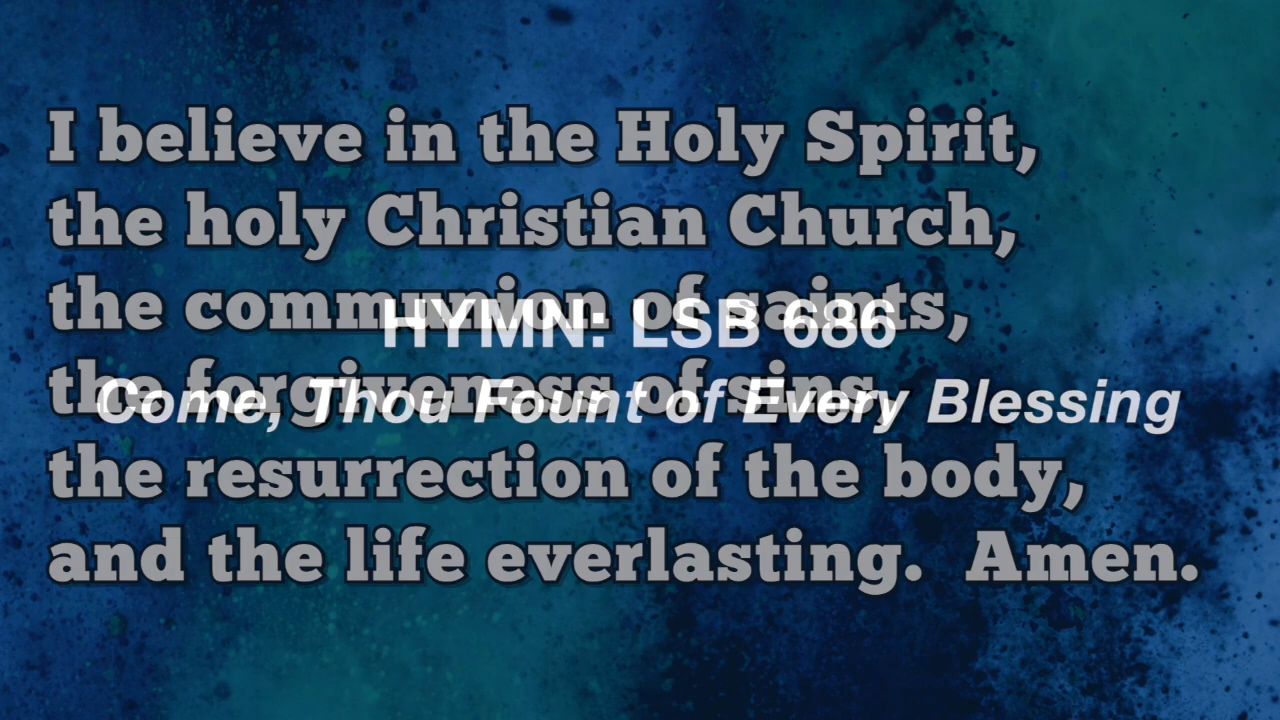 I believe in the Holy Spirit,
the holy Christian Church,
the communion of saints,
HYMN: LSB 686
the forgiveness of sins,
Come, Thou Fount of Every Blessing
the resurrection of the body,
and the life everlasting. Amen.